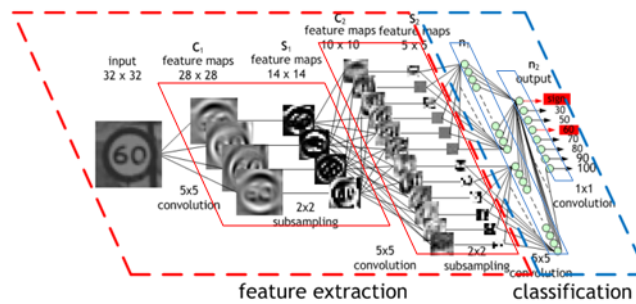 input
32 x 32
C₁
feature maps
28 x 28
S₁
feature maps
14 x 14
C₂
feature maps
10 x 10
S₂
feature maps
5 x 5
n₁
n₂
output
60
sign
30
50
60
70
80
90
100
5x5
convolution
2x2
subsampling
5x5
convolution
2x2
subsampling
5x5
convolution
1x1
convolution
feature extraction
classification